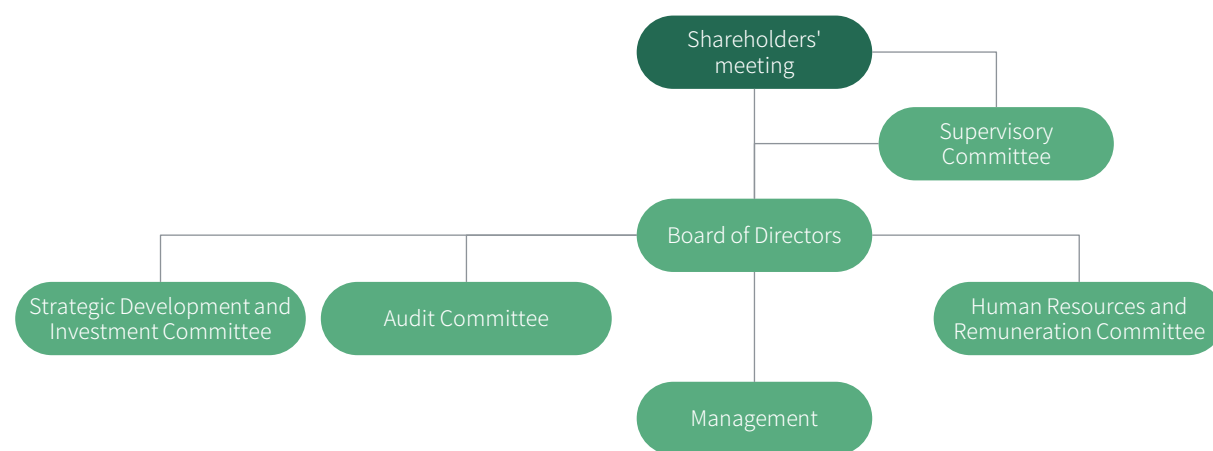 Shareholders'
meeting
Supervisory
Committee
Board of Directors
Strategic Development and
Investment Committee
Audit Committee
Human Resources and
Remuneration Committee
Management